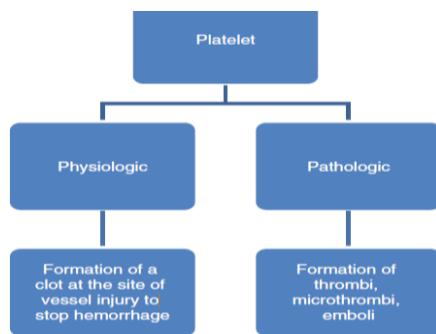 Platelet
Physiologic
Pathologic
Formation of a
clot at the site of
vessel injury to
stop hemorrhage
Formation of
thrombi,
microthrombi,
emboli